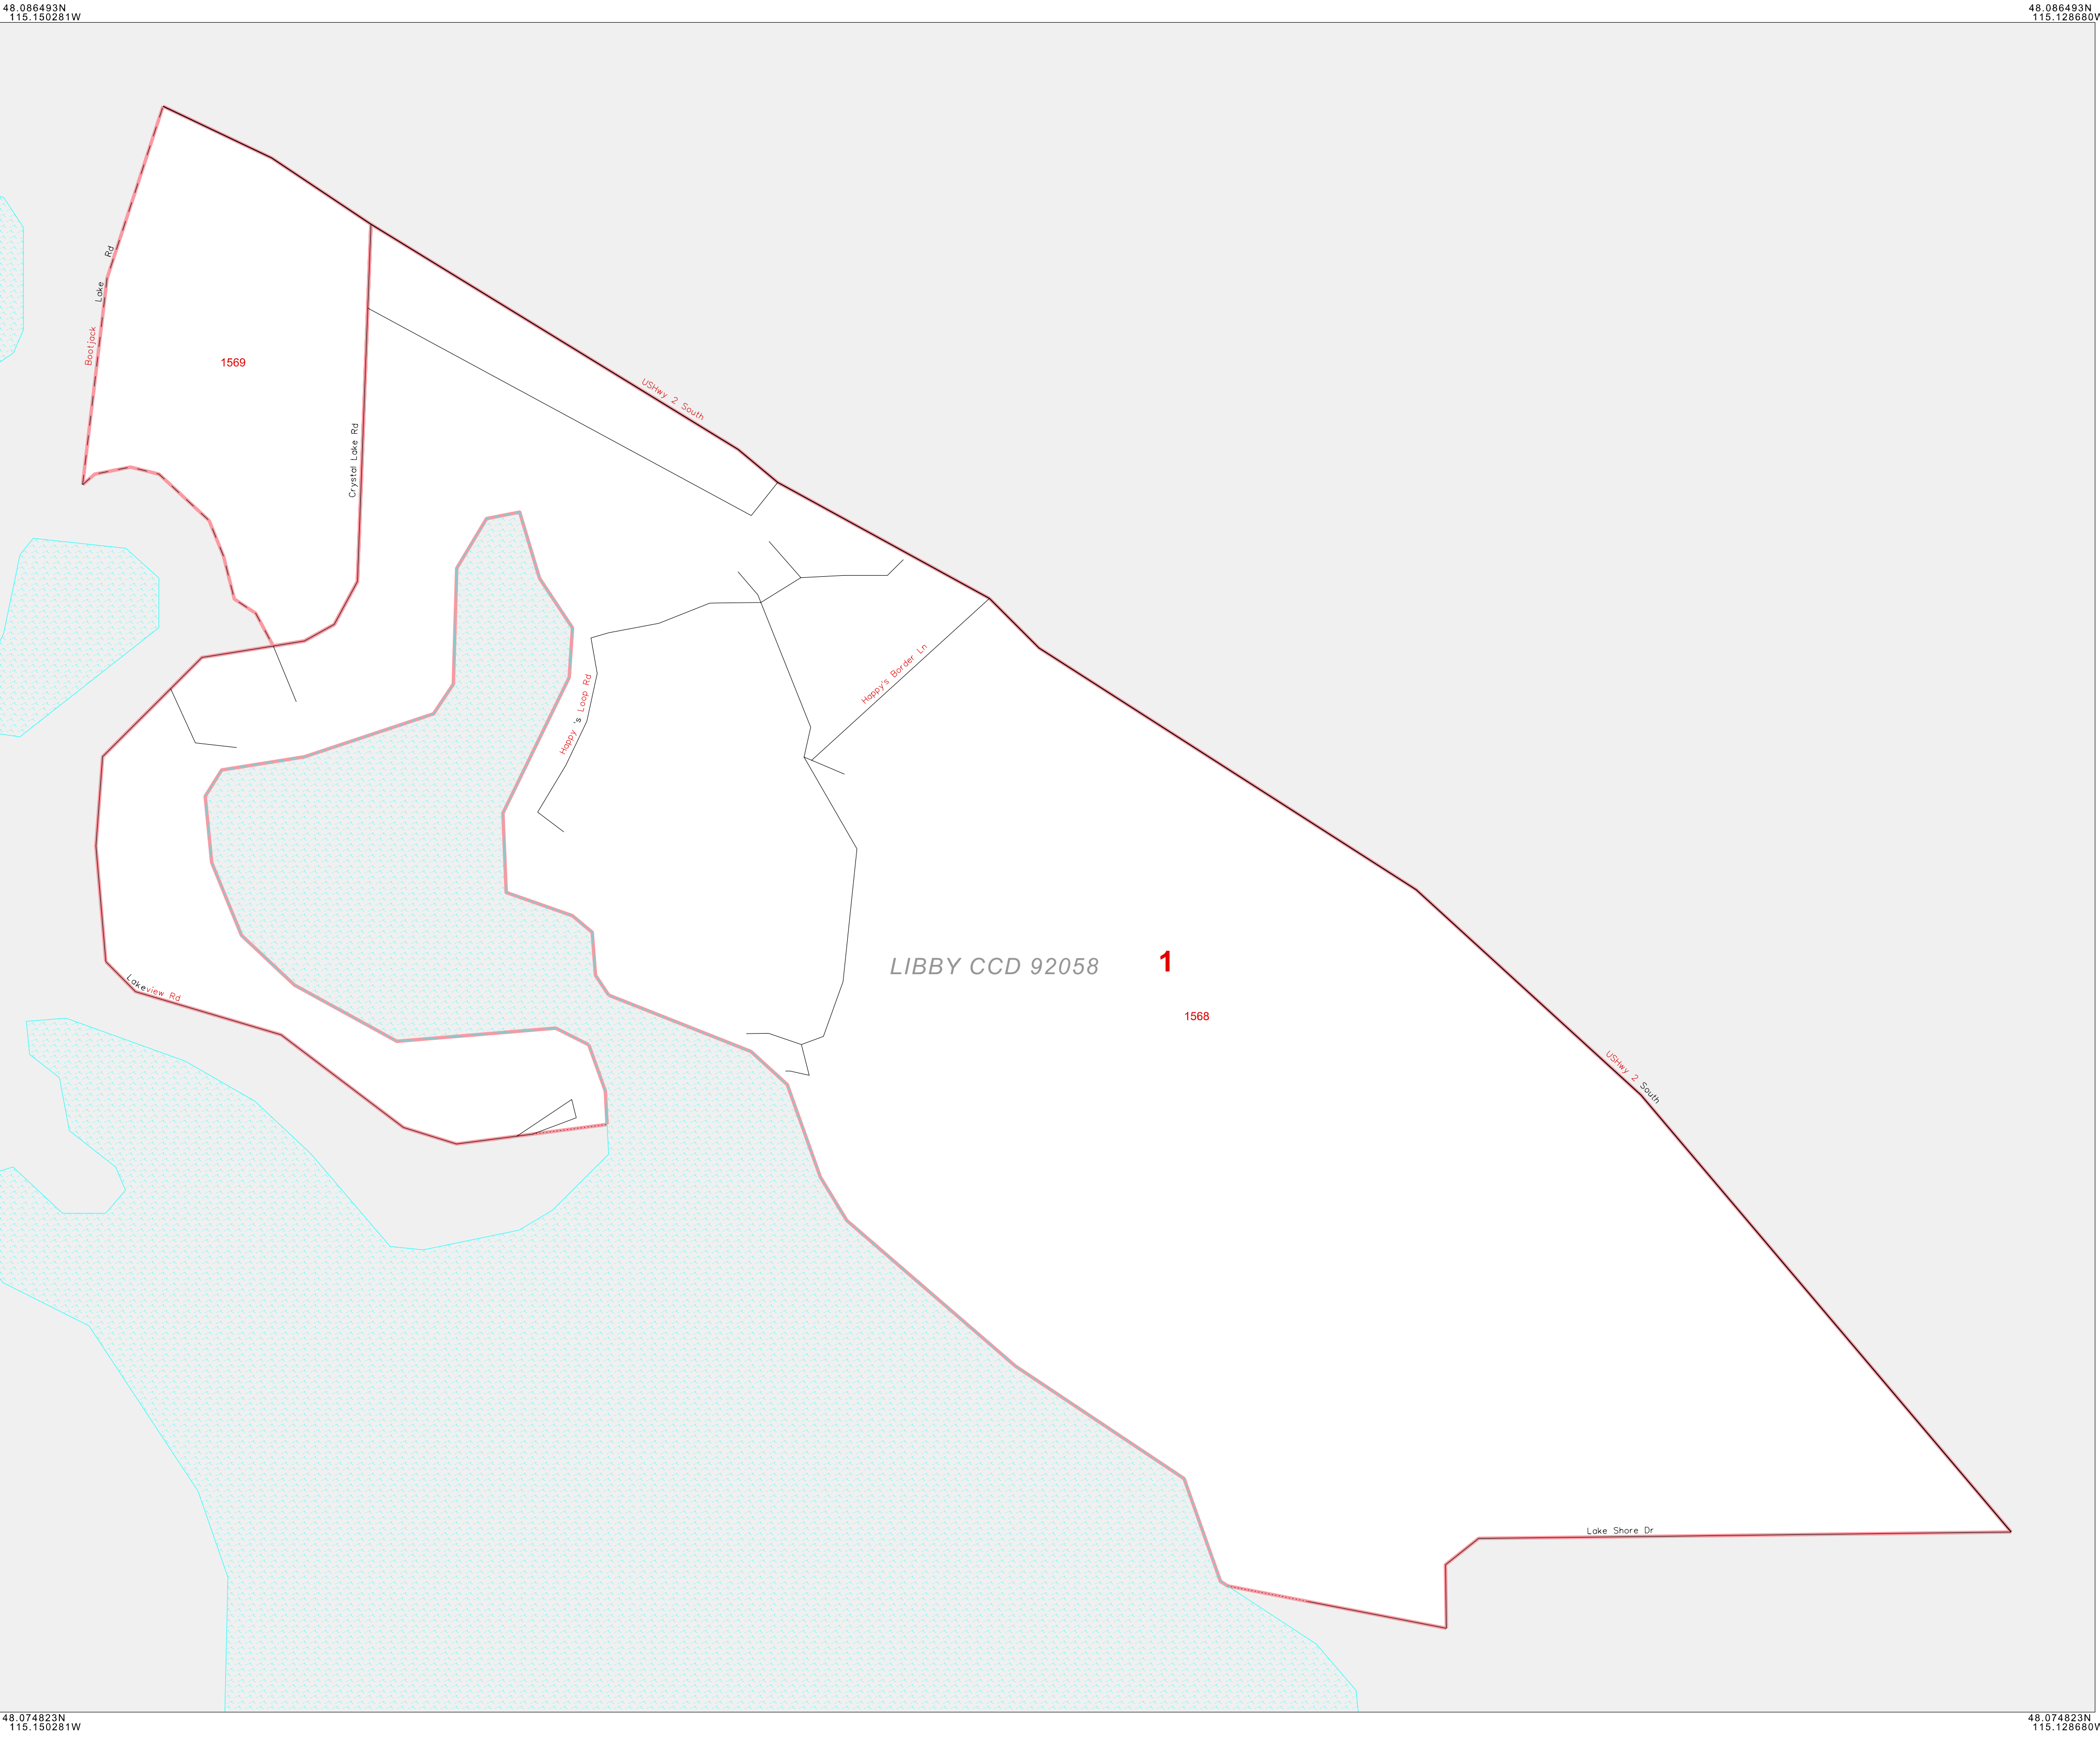 48.086493N
115.150281W
48.086493N
115.128680W
Bootjack Lake Rd
1569
Crystal Lake Rd
USHwy 2 South
Happy's Border Ln
Happy 's Loop Rd
LIBBY CCD 92058
1
1568
Lakeview Rd
USHwy 2 South
Lake Shore Dr
48.074823N
115.150281W
48.074823N
115.128680W